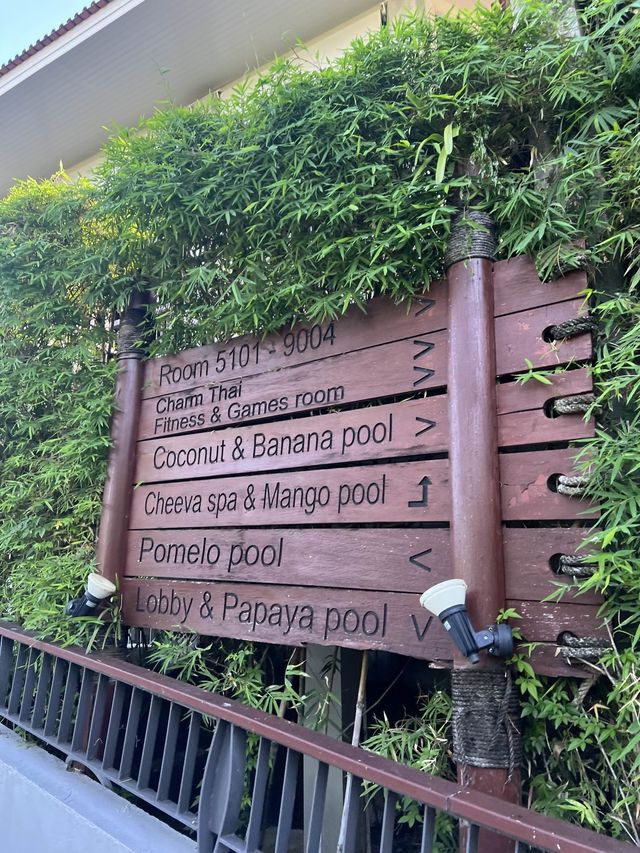 Room 5101 - 9004 >
Charm Thai >
Fitness & Games room >
Coconut & Banana pool >
Cheeva spa & Mango pool ↱
Pomelo pool <
Lobby & Papaya pool ∨